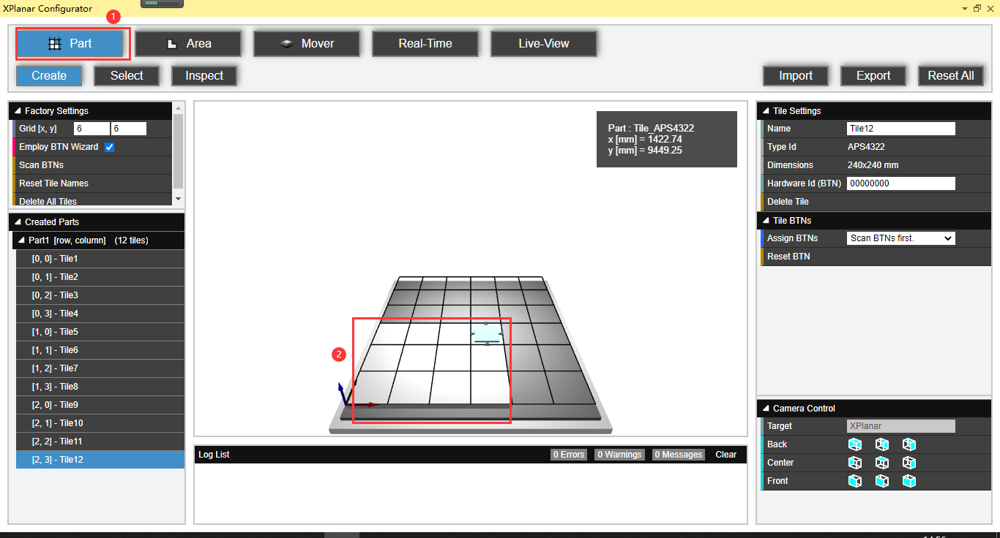 XPlanar Configurator
1
Part
Area
Mover
Real-Time
Live-View
Create
Select
Inspect
Import
Export
Reset All
Factory Settings
Grid [x, y] 6 6
Employ BTN Wizard
Scan BTNs
Reset Tile Names
Delete All Tiles
Created Parts
Part1 [row, column] (12 tiles)
[0, 0] - Tile1
[0, 1] - Tile2
[0, 2] - Tile3
[0, 3] - Tile4
[1, 0] - Tile5
[1, 1] - Tile6
[1, 2] - Tile7
[1, 3] - Tile8
[2, 0] - Tile9
[2, 1] - Tile10
[2, 2] - Tile11
[2, 3] - Tile12
Part : Tile_APS4322
x [mm] = 1422.74
y [mm] = 9449.25
2
Log List 0 Errors 0 Warnings 0 Messages Clear
Tile Settings
Name Tile12
Type Id APS4322
Dimensions 240x240 mm
Hardware Id (BTN) 00000000
Delete Tile
Tile BTNs
Assign BTNs Scan BTNs first.
Reset BTN
Camera Control
Target XPlanar
Back
Center
Front